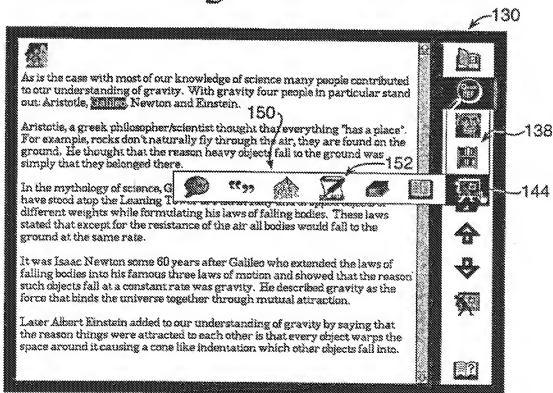 130
As is the case with most of our knowledge of science many people contributed
to our understanding of gravity. With gravity four people in particular stand
out: Aristotle, Galileo, Newton and Einstein.
150
Aristotle, a greek philosopher/scientist thought that everything "has a place".
For example, rocks don't naturally fly through the air, they are found on the
ground. He thought that the reason heavy objects fall to the ground was
simply that they belonged there.
138
152
In the mythology of science, G
144
have stood atop the Leaning
different weights while formulating his laws of falling bodies. These laws
stated that except for the resistance of the air all bodies would fall to the
ground at the same rate.
It was Isaac Newton some 60 years after Galileo who extended the laws of
falling bodies into his famous three laws of motion and showed that the reason
such objects fall at a constant rate was gravity. He described gravity as the
force that binds the universe together through mutual attraction.
Later Albert Einstein added to our understanding of gravity by saying that
the reason things were attracted to each other is that every object warps the
space around it causing a cone like indentation which other objects fall into.